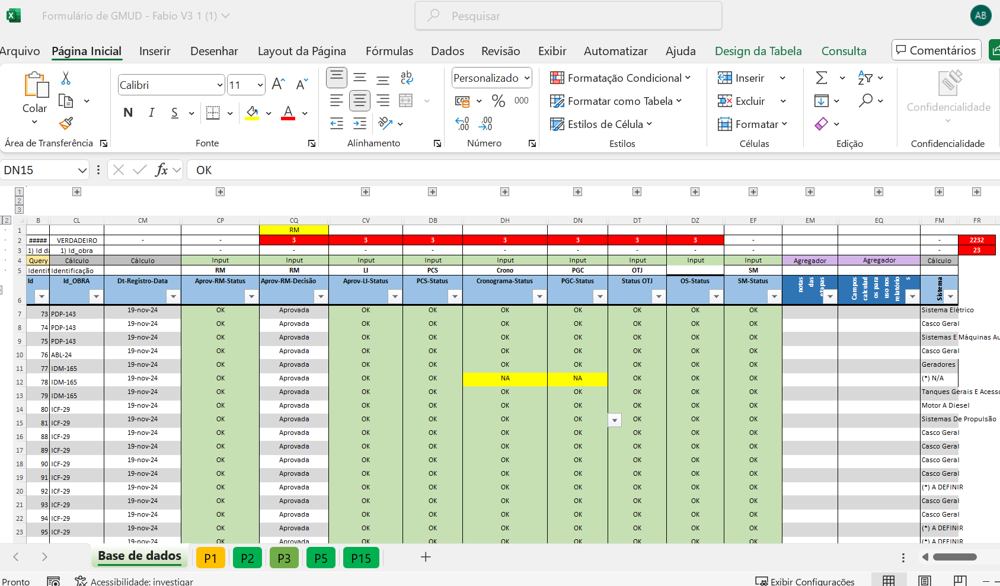 Formulário de GMUD - Fabio V3 1 (1)
Pesquisar
AB
Arquivo Página Inicial Inserir Desenhar Layout da Página Fórmulas Dados Revisão Exibir Automatizar Ajuda Design da Tabela Consulta Comentários
Colar
Área de Transferência
Calibri 11
N I S
Fonte
ab
Alinhamento
Personalizado
% 000
Número
Formatação Condicional
Formatar como Tabela
Estilos de Célula
Estilos
Inserir
Excluir
Formatar
Células
Edição
Confidencialidade
Confidencialidade
DN15 fx OK
1
2
3
2 B CL CM CP CQ CV DB DH DN DT DZ EF EM EQ FM FR
1 RM
2 ##### VERDADEIRO - - 3 3 3 3 3 3 3 - - 2232
3 1) Id da 1) Id_obra - - - - - - - - - - 23
4 Query Cálculo Cálculo Input Input Input Input Input Input Input Input Input Agregador Agregador Cálculo
5 Identif Identificação RM RM LI PCS Crono PGC OTJ SM
6 Id Id_OBRA Dt-Registro-Data Aprov-RM-Status Aprov-RM-Decisão Aprov-LI-Status PCS-Status Cronograma-Status PGC-Status Status OTJ OS-Status SM-Status notas das etapas Campos calculad os para uso nos relatório s Sistema
7 73 PDP-143 19-nov-24 OK Aprovada OK OK OK OK OK OK OK Sistema Elétrico
8 74 PDP-143 19-nov-24 OK Aprovada OK OK OK OK OK OK OK Casco Geral
9 75 PDP-143 19-nov-24 OK Aprovada OK OK OK OK OK OK OK Sistemas E Máquinas Au
10 76 ABL-24 19-nov-24 OK Aprovada OK OK OK OK OK OK OK Casco Geral
11 77 IDM-165 19-nov-24 OK Aprovada OK OK OK OK OK OK OK Geradores
12 78 IDM-165 19-nov-24 OK Aprovada OK OK NA NA OK OK OK (*) N/A
13 79 IDM-165 19-nov-24 OK Aprovada OK OK OK OK OK OK OK Tanques Gerais E Acesso
14 80 ICF-29 19-nov-24 OK Aprovada OK OK OK OK OK OK OK Motor A Diesel
15 81 ICF-29 19-nov-24 OK Aprovada OK OK OK OK OK OK OK Sistemas De Propulsão
16 88 ICF-29 19-nov-24 OK Aprovada OK OK OK OK OK OK OK Casco Geral
17 89 ICF-29 19-nov-24 OK Aprovada OK OK OK OK OK OK OK Casco Geral
18 90 ICF-29 19-nov-24 OK Aprovada OK OK OK OK OK OK OK Casco Geral
19 91 ICF-29 19-nov-24 OK Aprovada OK OK OK OK OK OK OK Casco Geral
20 92 ICF-29 19-nov-24 OK Aprovada OK OK OK OK OK OK OK (*) A DEFINIR
21 93 ICF-29 19-nov-24 OK Aprovada OK OK OK OK OK OK OK Casco Geral
22 94 ICF-29 19-nov-24 OK Aprovada OK OK OK OK OK OK OK Casco Geral
23 95 ICF-29 19-nov-24 OK Aprovada OK OK OK OK OK OK OK (*) A DEFINIR
19-nov-24 OK Aprovada OK OK OK OK OK OK OK (*) A DEFINIR
Base de dados P1 P2 P3 P5 P15
Pronto Acessibilidade: investigar Exibir Configurações